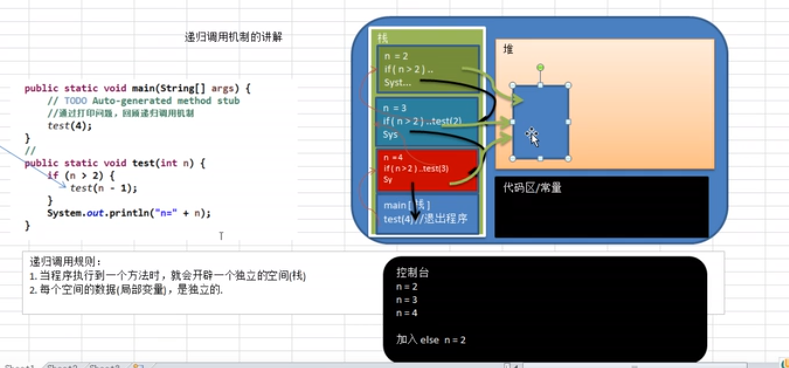 递归调用机制的讲解
public static void main(String[] args) {
// TODO Auto-generated method stub
//通过打印问题，回顾递归调用机制
test(4);
}
//
public static void test(int n) {
if (n > 2) {
test(n - 1);
}
System.out.println("n=" + n);
}
递归调用规则：
1. 当程序执行到一个方法时，就会开辟一个独立的空间(栈)
2. 每个空间的数据(局部变量)，是独立的.
栈
n = 2
if ( n > 2 ) ..
Syst...
n = 3
if ( n > 2 ) ..test(2)
Sys
n =4
if ( n > 2 ) ..test(3)
Sy
main [栈]
test(4)//退出程序
堆
代码区/常量
控制台
n = 2
n = 3
n = 4
加入 else n = 2